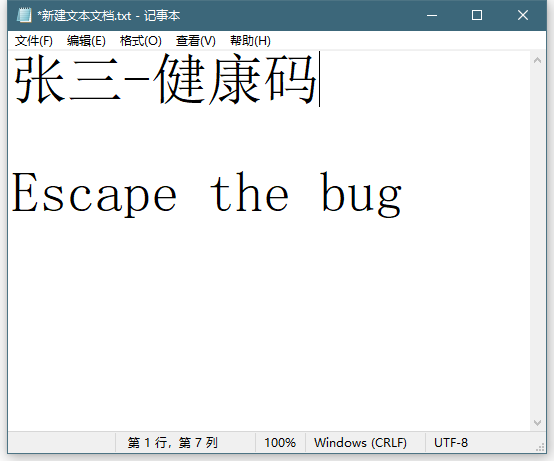 *新建文本文档.txt - 记事本
文件(F) 编辑(E) 格式(O) 查看(V) 帮助(H)
张三-健康码
Escape the bug
第 1 行，第 7 列 100% Windows (CRLF) UTF-8